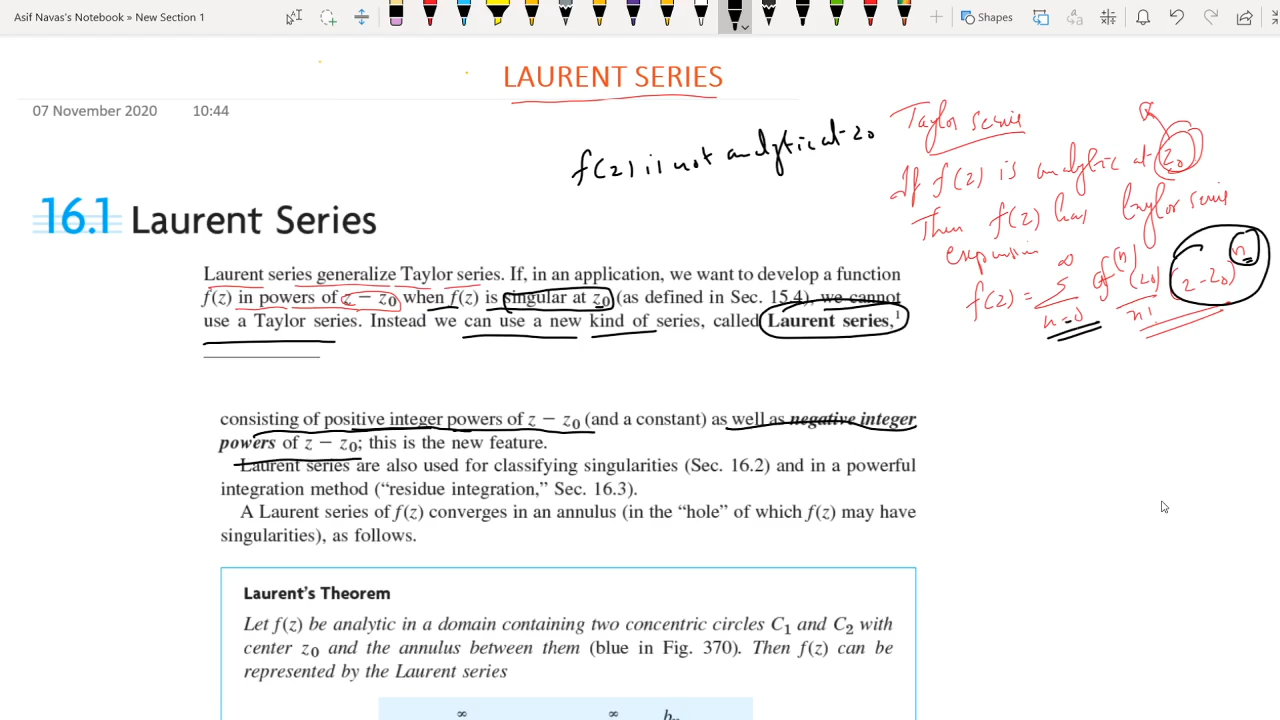 Asif Navas's Notebook » New Section 1
Shapes
LAURENT SERIES
07 November 2020 10:44
f(z) is not analytic at z0
Taylor serie
If f(z) is analytic at z0
Then f(z) has taylor serie
expansion
f(z) = ∞ Σ n=0 f(n)(z0) n! (z-z0)n
16.1 Laurent Series
Laurent series generalize Taylor series. If, in an application, we want to develop a function
f(z) in powers of z − z0 when f(z) is singular at z0 (as defined in Sec. 15.4), we cannot
use a Taylor series. Instead we can use a new kind of series, called Laurent series,1
consisting of positive integer powers of z − z0 (and a constant) as well as negative integer
powers of z − z0; this is the new feature.
Laurent series are also used for classifying singularities (Sec. 16.2) and in a powerful
integration method (“residue integration,” Sec. 16.3).
A Laurent series of f(z) converges in an annulus (in the “hole” of which f(z) may have
singularities), as follows.
Laurent's Theorem
Let f(z) be analytic in a domain containing two concentric circles C1 and C2 with
center z0 and the annulus between them (blue in Fig. 370). Then f(z) can be
represented by the Laurent series
∞ ∞ bn